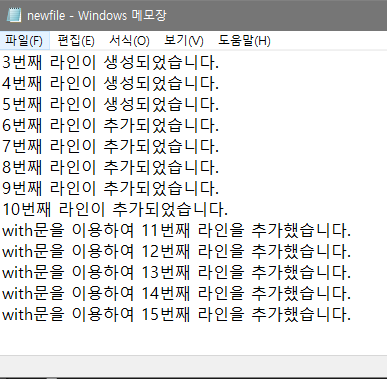 newfile - Windows 메모장
파일(F) 편집(E) 서식(O) 보기(V) 도움말(H)
3번째 라인이 생성되었습니다.
4번째 라인이 생성되었습니다.
5번째 라인이 생성되었습니다.
6번째 라인이 추가되었습니다.
7번째 라인이 추가되었습니다.
8번째 라인이 추가되었습니다.
9번째 라인이 추가되었습니다.
10번째 라인이 추가되었습니다.
with문을 이용하여 11번째 라인을 추가했습니다.
with문을 이용하여 12번째 라인을 추가했습니다.
with문을 이용하여 13번째 라인을 추가했습니다.
with문을 이용하여 14번째 라인을 추가했습니다.
with문을 이용하여 15번째 라인을 추가했습니다.